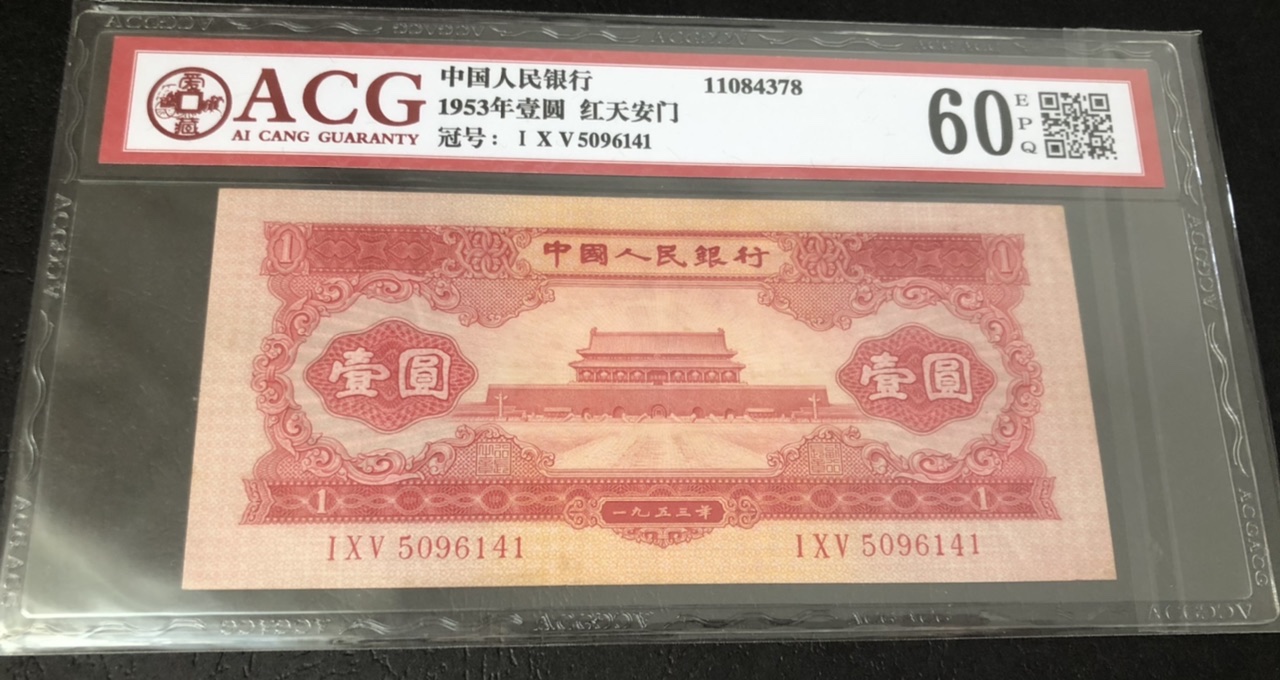 ACG
AI CANG GUARANTY
中国人民银行 11084378
1953年壹圆 红天安门
冠号：I X V 5096141
60
EPQ
1 中國人民銀行 1
壹圓 壹圓
1 一九五三年 1
IXV 5096141 IXV 5096141